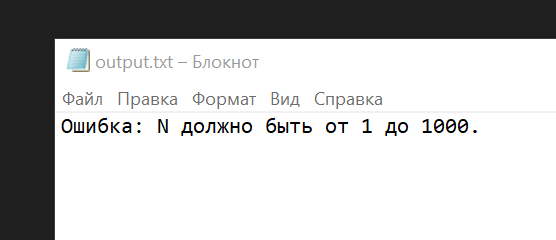 output.txt – Блокнот
Файл Правка Формат Вид Справка
Ошибка: N должно быть от 1 до 1000.